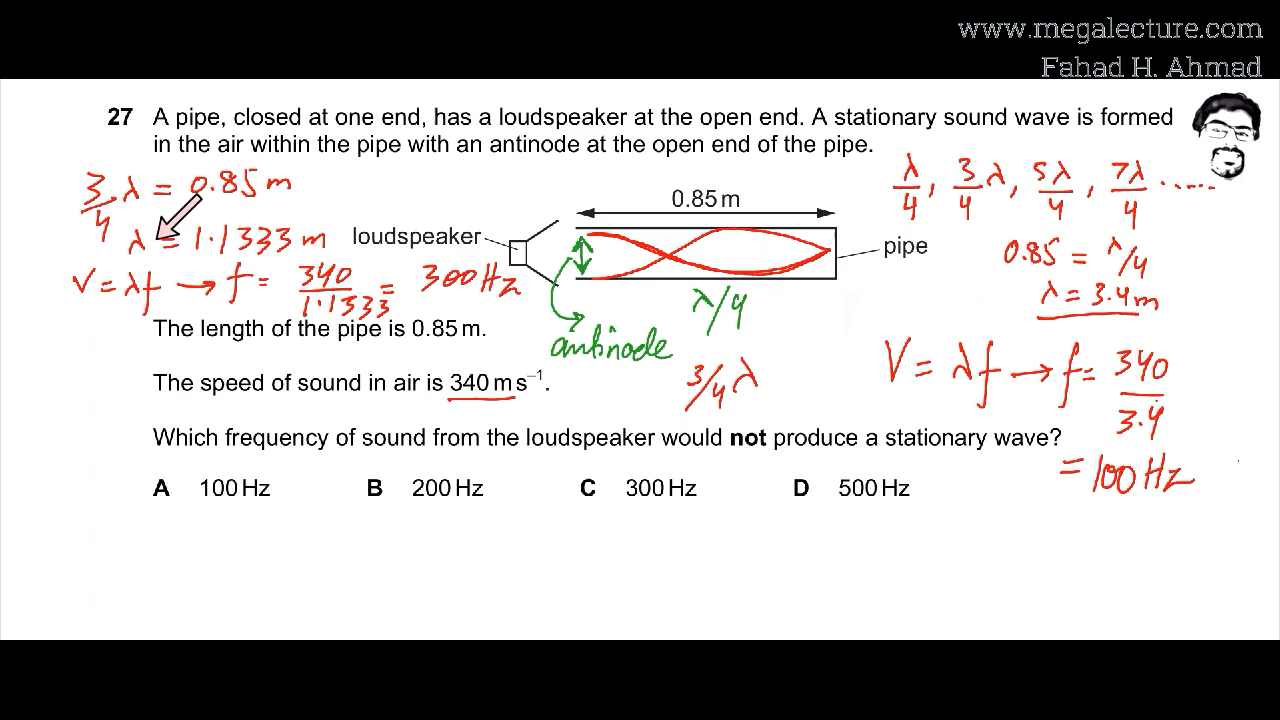 www.megalecture.com
Fahad H. Ahmad
27 A pipe, closed at one end, has a loudspeaker at the open end. A stationary sound wave is formed
in the air within the pipe with an antinode at the open end of the pipe.
3/4 λ = 0.85 m
λ = 1.1333 m
V = λf → f = 340/1.1333 = 300 Hz
λ/4, 3/4 λ, 5λ/4, 7λ/4 .....
0.85 m
loudspeaker
pipe
0.85 = λ/4
λ = 3.4 m
λ/4
antinode
3/4 λ
The length of the pipe is 0.85 m.
The speed of sound in air is 340 m s⁻¹.
V = λf → f = 340/3.4
= 100 Hz
Which frequency of sound from the loudspeaker would not produce a stationary wave?
A 100 Hz B 200 Hz C 300 Hz D 500 Hz